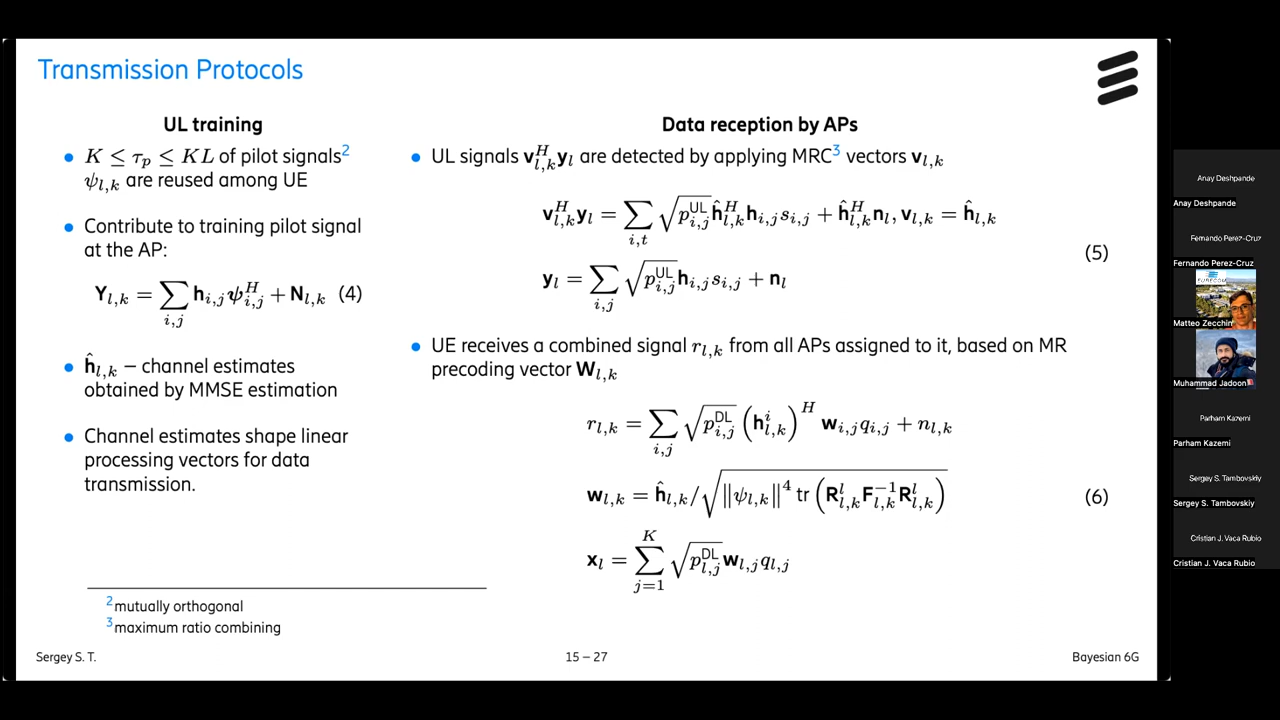 Transmission Protocols
UL training
• K ≤ τ_p ≤ KL of pilot signals²
ψ_{l,k} are reused among UE
• Contribute to training pilot signal
at the AP:
Y_{l,k} = ∑_{i,j} h_{i,j} ψ^H_{i,j} + N_{l,k} (4)
• ĥ_{l,k} – channel estimates
obtained by MMSE estimation
• Channel estimates shape linear
processing vectors for data
transmission.
²mutually orthogonal
³maximum ratio combining
Data reception by APs
• UL signals v^H_{l,k} y_l are detected by applying MRC³ vectors v_{l,k}
v^H_{l,k} y_l = ∑_{i,t} √(p^{UL}_{i,j}) ĥ^H_{l,k} h_{i,j} s_{i,j} + ĥ^H_{l,k} n_l, v_{l,k} = ĥ_{l,k}
(5)
y_l = ∑_{i,j} √(p^{UL}_{i,j}) h_{i,j} s_{i,j} + n_l
• UE receives a combined signal r_{l,k} from all APs assigned to it, based on MR
precoding vector W_{l,k}
r_{l,k} = ∑_{i,j} √(p^{DL}_{i,j}) (h^i_{l,k})^H w_{i,j} q_{i,j} + n_{l,k}
w_{l,k} = ĥ_{l,k} / √(‖ψ_{l,k}‖⁴ tr (R^l_{l,k} F^{-1}_{l,k} R^l_{l,k})) (6)
x_l = ∑_{j=1}^{K} √(p^{DL}_{l,j}) w_{l,j} q_{l,j}
Sergey S. T.
15 – 27
Bayesian 6G
Anay Deshpande
Anay Deshpande
Fernando Perez-Cruz
Fernando Perez-Cruz
EURECOM
Matteo Zecchin
Muhammad Jadoon
Parham Kazemi
Parham Kazemi
Sergey S. Tambovskiy
Sergey S. Tambovskiy
Cristian J. Vaca Rubio
Cristian J. Vaca Rubio